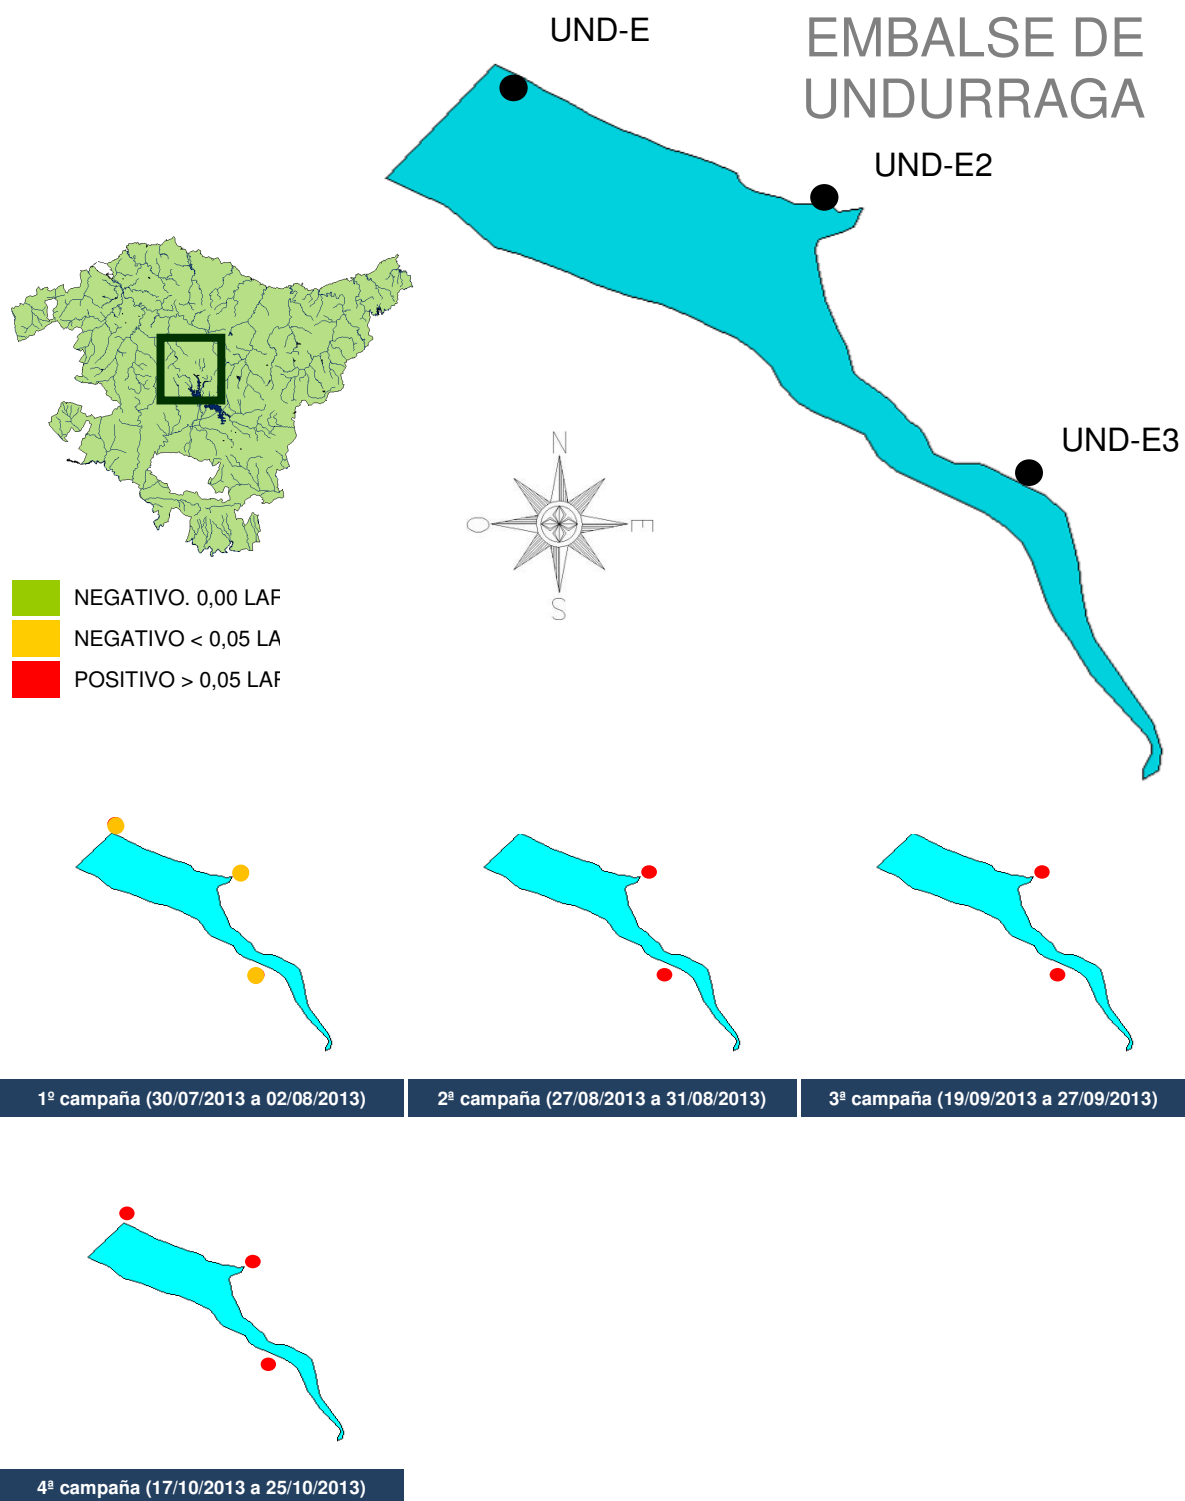 UND-E
EMBALSE DE
UNDURRAGA
UND-E2
UND-E3
N
O
E
S
NEGATIVO. 0,00 LAR
NEGATIVO < 0,05 LA
POSITIVO > 0,05 LAR
1º campaña (30/07/2013 a 02/08/2013)
2ª campaña (27/08/2013 a 31/08/2013)
3ª campaña (19/09/2013 a 27/09/2013)
4ª campaña (17/10/2013 a 25/10/2013)